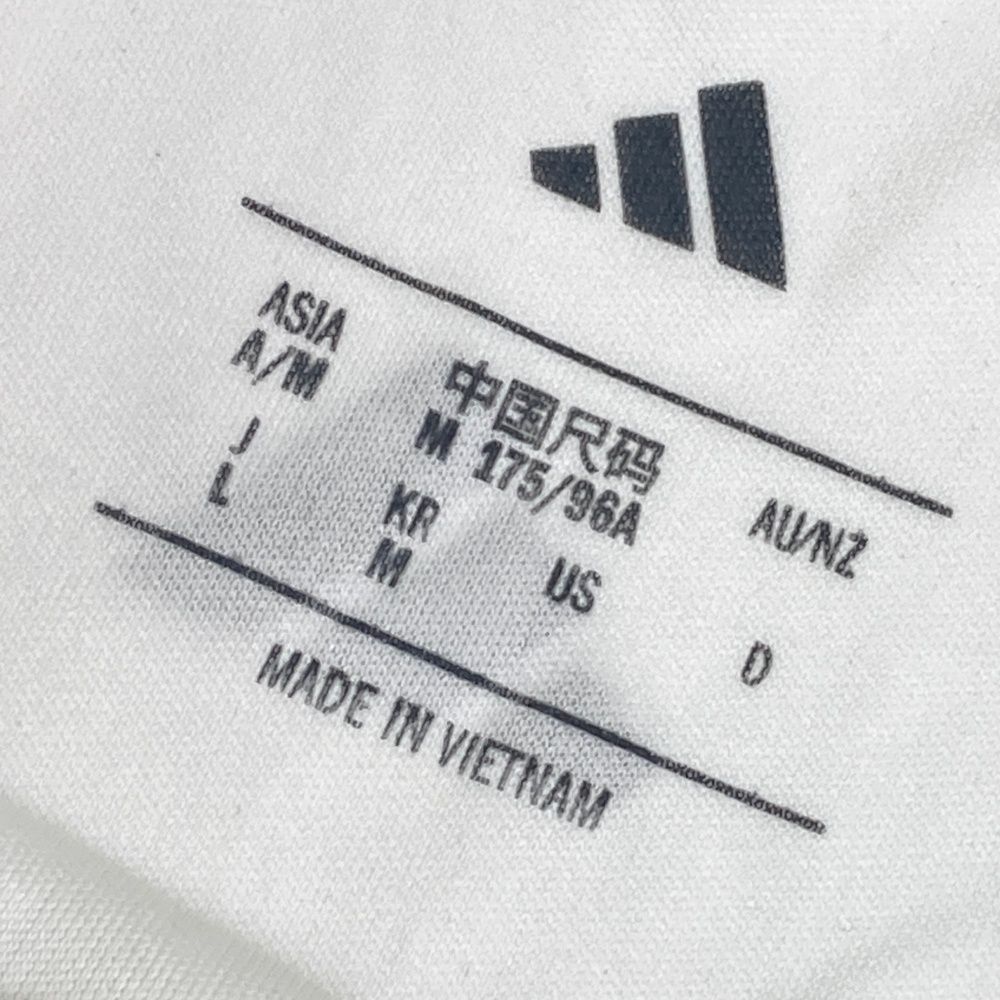 ASIA
A/M
中国尺码
M 175/96A
AU/NZ
J
L
KR
M
US
D
MADE IN VIETNAM